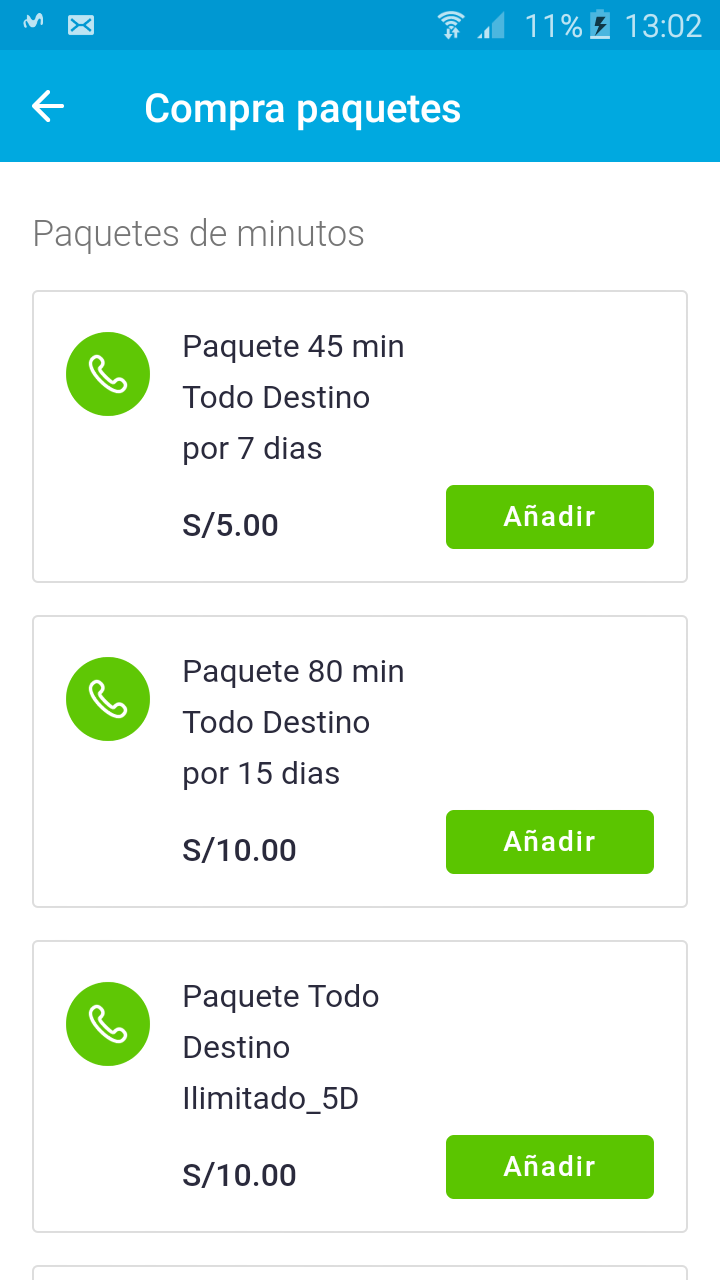 11% 13:02
Compra paquetes
Paquetes de minutos
Paquete 45 min
Todo Destino
por 7 dias
S/5.00
Añadir
Paquete 80 min
Todo Destino
por 15 dias
S/10.00
Añadir
Paquete Todo
Destino
Ilimitado_5D
S/10.00
Añadir